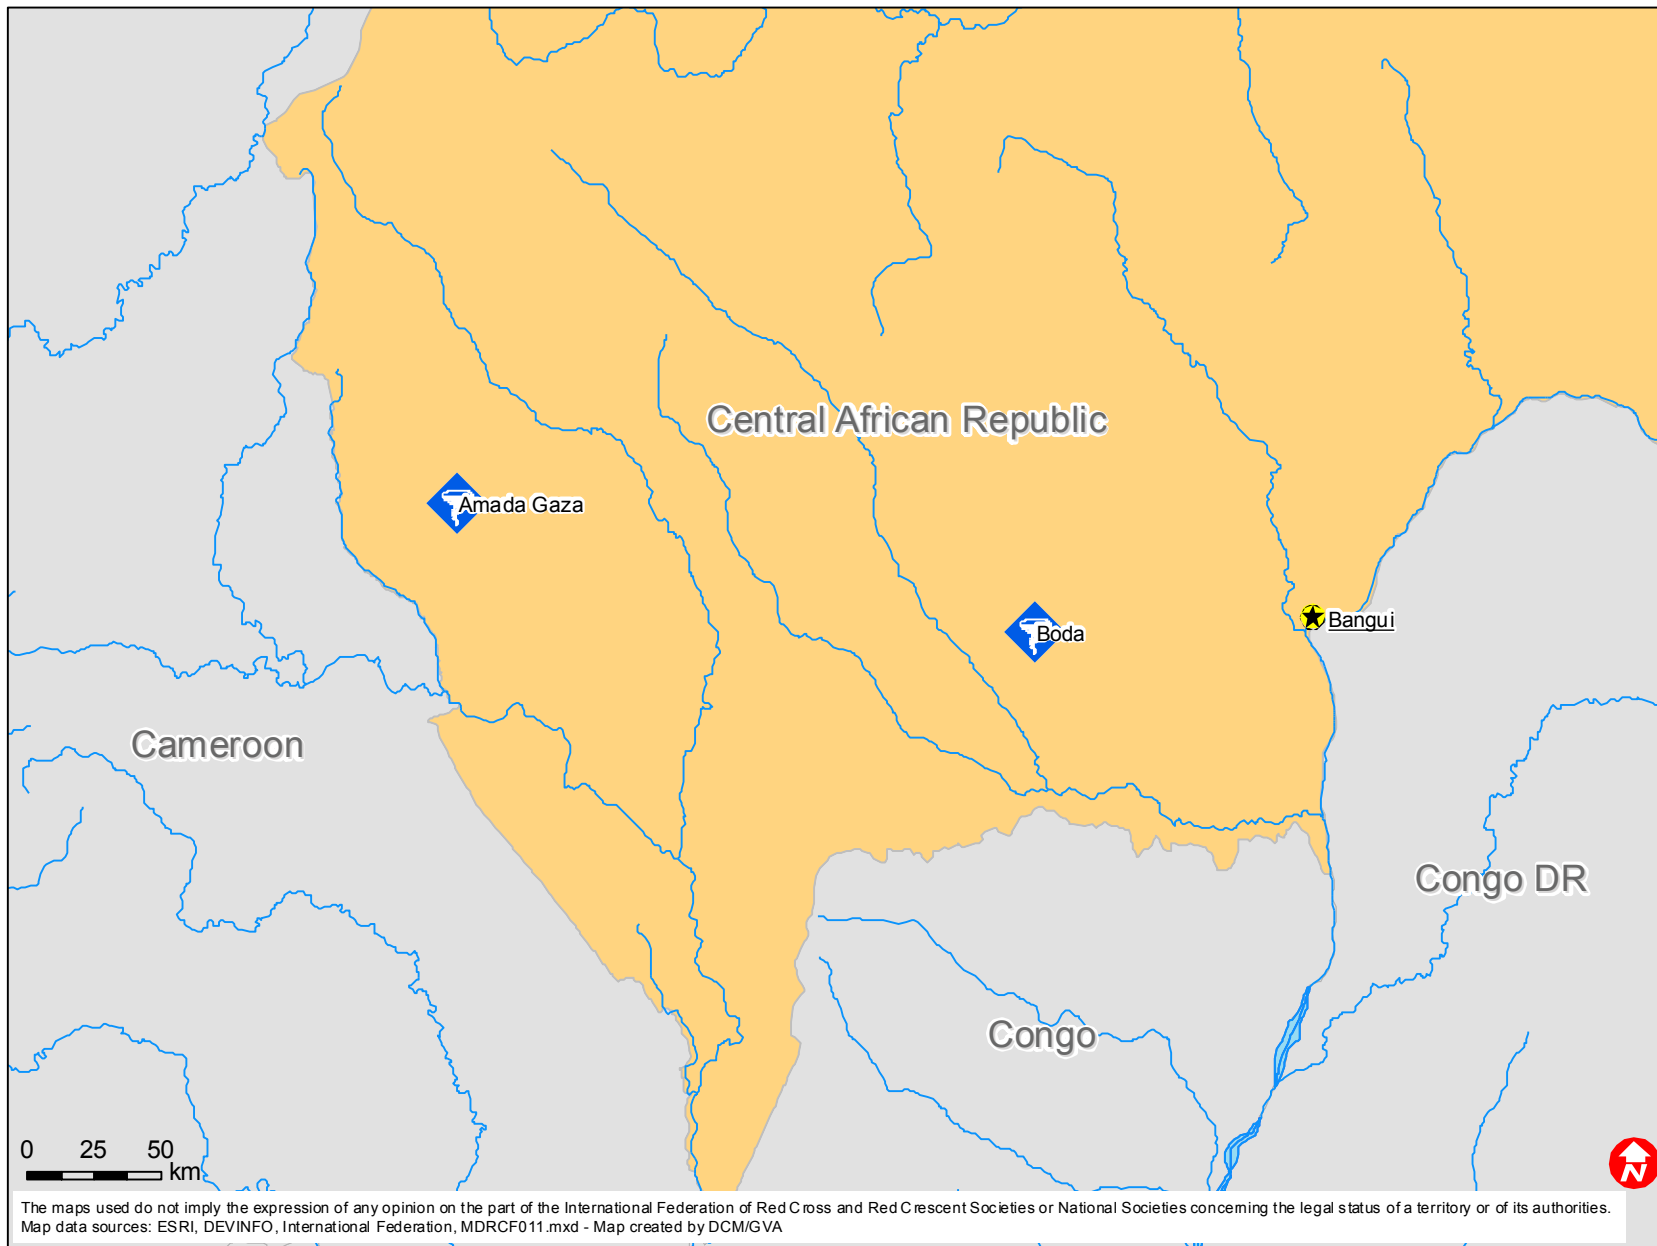 Central African Republic
Amada Gaza
Bangui
Boda
Cameroon
Congo DR
Congo
0 25 50
km
N
The maps used do not imply the expression of any opinion on the part of the International Federation of Red Cross and Red Crescent Societies or National Societies concerning the legal status of a territory or of its authorities.
Map data sources: ESRI, DEVINFO, International Federation, MDRCF011.mxd - Map created by DCM/GVA